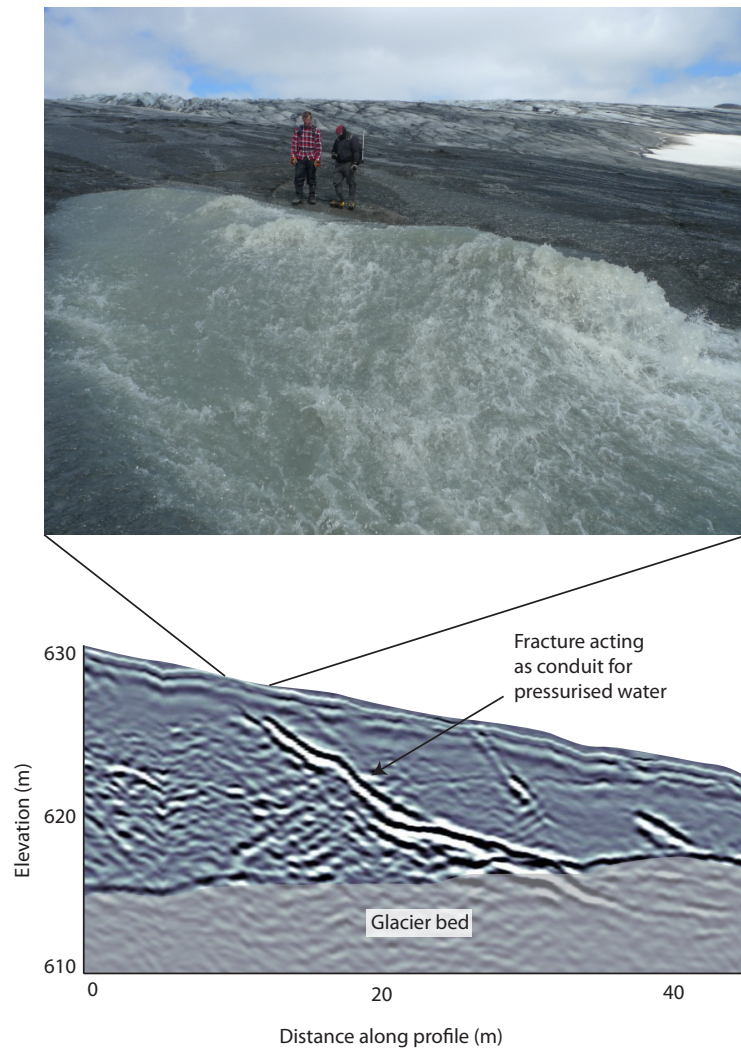 Fracture acting
as conduit for
pressurised water
630
620
610
Elevation (m)
Glacier bed
0
20
40
Distance along profile (m)